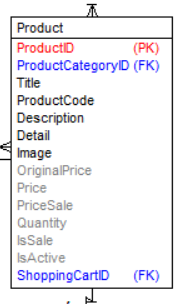 Product
ProductID (PK)
ProductCategoryID (FK)
Title
ProductCode
Description
Detail
Image
OriginalPrice
Price
PriceSale
Quantity
IsSale
IsActive
ShoppingCartID (FK)